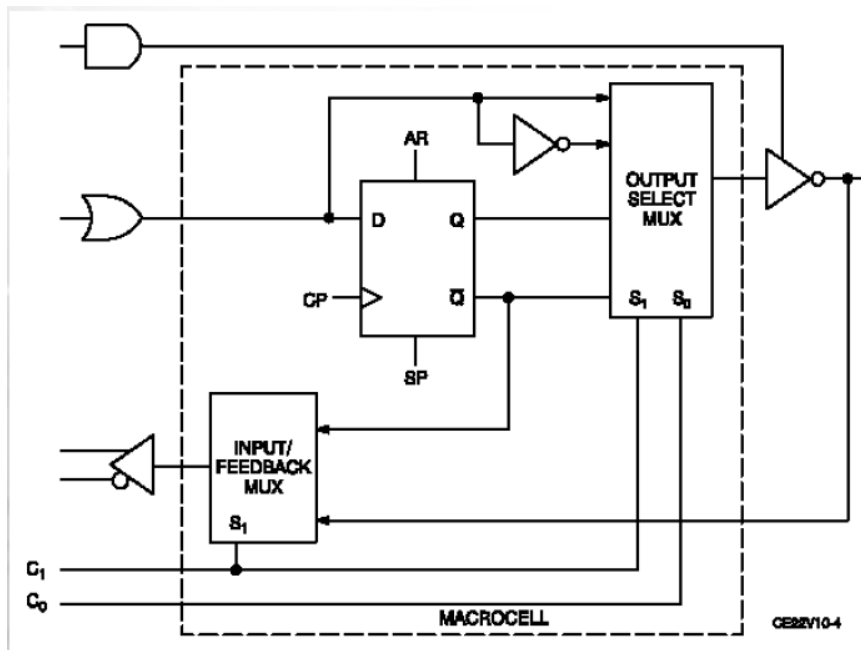 AR
D
Q
CP
Q̅
SP
OUTPUT
SELECT
MUX
S₁
S₀
INPUT/
FEEDBACK
MUX
S₁
C₁
C₀
MACROCELL
CE22V10-4